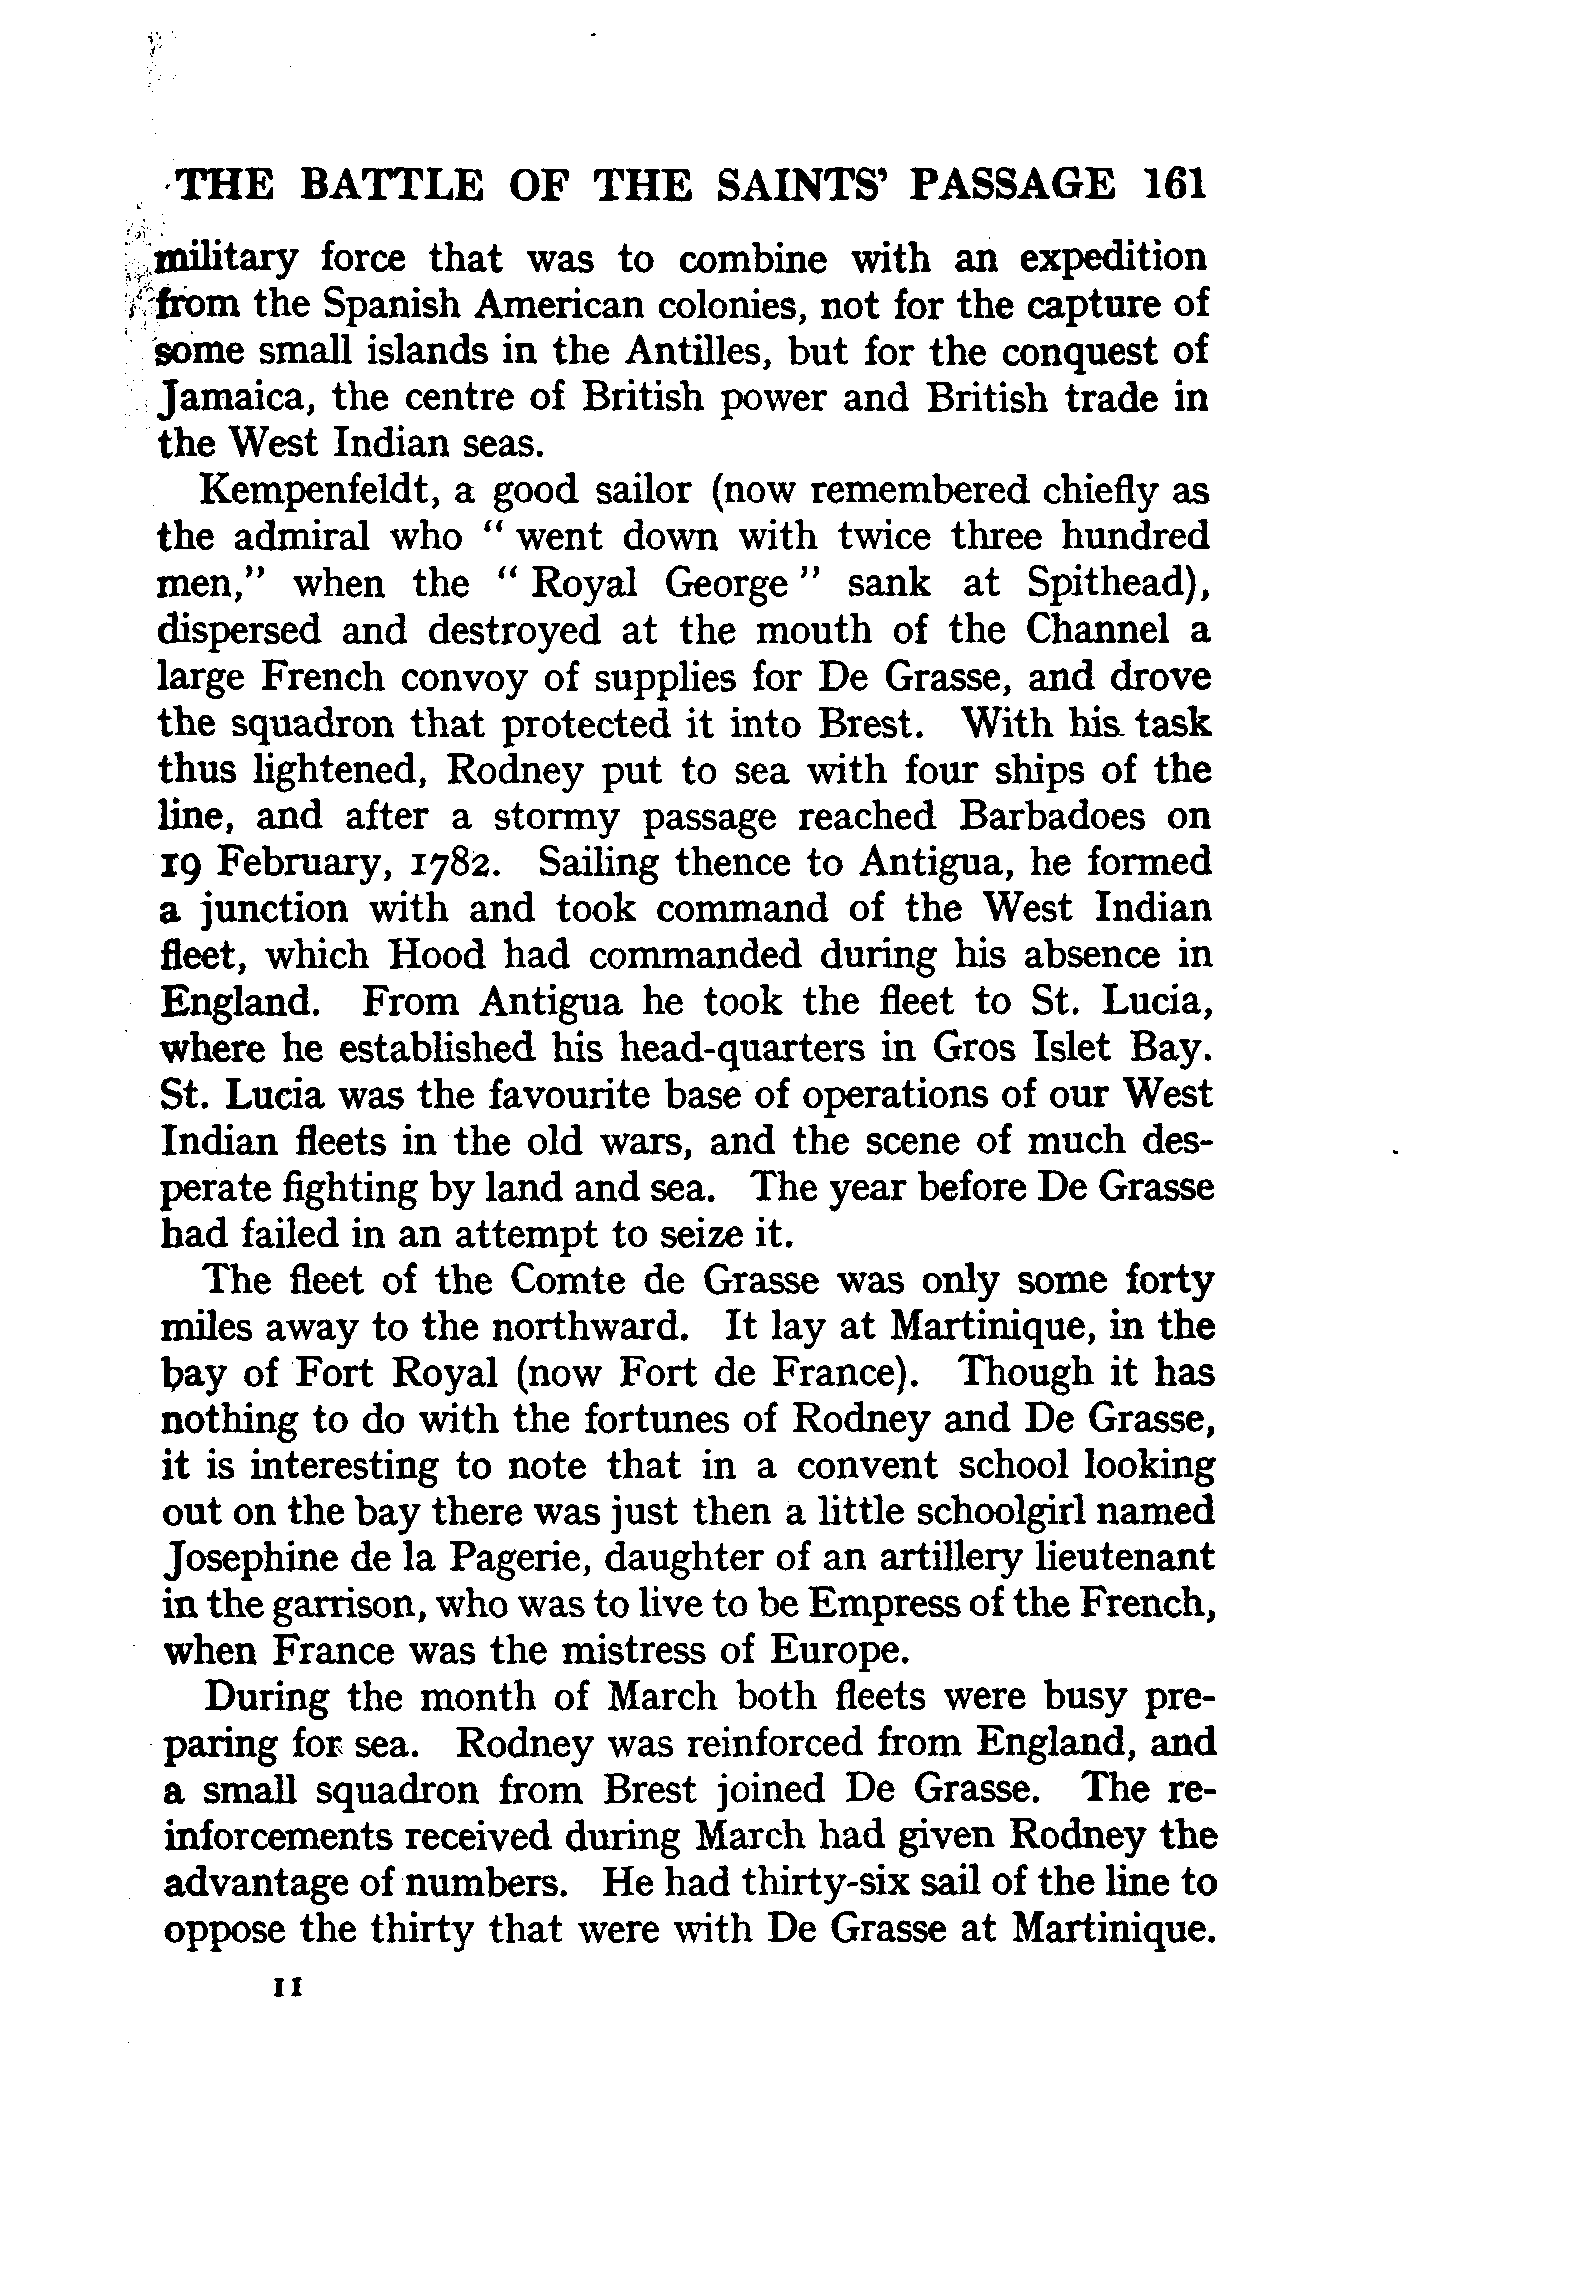 THE BATTLE OF THE SAINTS' PASSAGE 161
military force that was to combine with an expedition
from the Spanish American colonies, not for the capture of
some small islands in the Antilles, but for the conquest of
Jamaica, the centre of British power and British trade in
the West Indian seas.
Kempenfeldt, a good sailor (now remembered chiefly as
the admiral who " went down with twice three hundred
men," when the " Royal George " sank at Spithead),
dispersed and destroyed at the mouth of the Channel a
large French convoy of supplies for De Grasse, and drove
the squadron that protected it into Brest. With his task
thus lightened, Rodney put to sea with four ships of the
line, and after a stormy passage reached Barbadoes on
19 February, 1782. Sailing thence to Antigua, he formed
a junction with and took command of the West Indian
fleet, which Hood had commanded during his absence in
England. From Antigua he took the fleet to St. Lucia,
where he established his head-quarters in Gros Islet Bay.
St. Lucia was the favourite base of operations of our West
Indian fleets in the old wars, and the scene of much des-
perate fighting by land and sea. The year before De Grasse
had failed in an attempt to seize it.
The fleet of the Comte de Grasse was only some forty
miles away to the northward. It lay at Martinique, in the
bay of Fort Royal (now Fort de France). Though it has
nothing to do with the fortunes of Rodney and De Grasse,
it is interesting to note that in a convent school looking
out on the bay there was just then a little schoolgirl named
Josephine de la Pagerie, daughter of an artillery lieutenant
in the garrison, who was to live to be Empress of the French,
when France was the mistress of Europe.
During the month of March both fleets were busy pre-
paring for sea. Rodney was reinforced from England, and
a small squadron from Brest joined De Grasse. The re-
inforcements received during March had given Rodney the
advantage of numbers. He had thirty-six sail of the line to
oppose the thirty that were with De Grasse at Martinique.
11